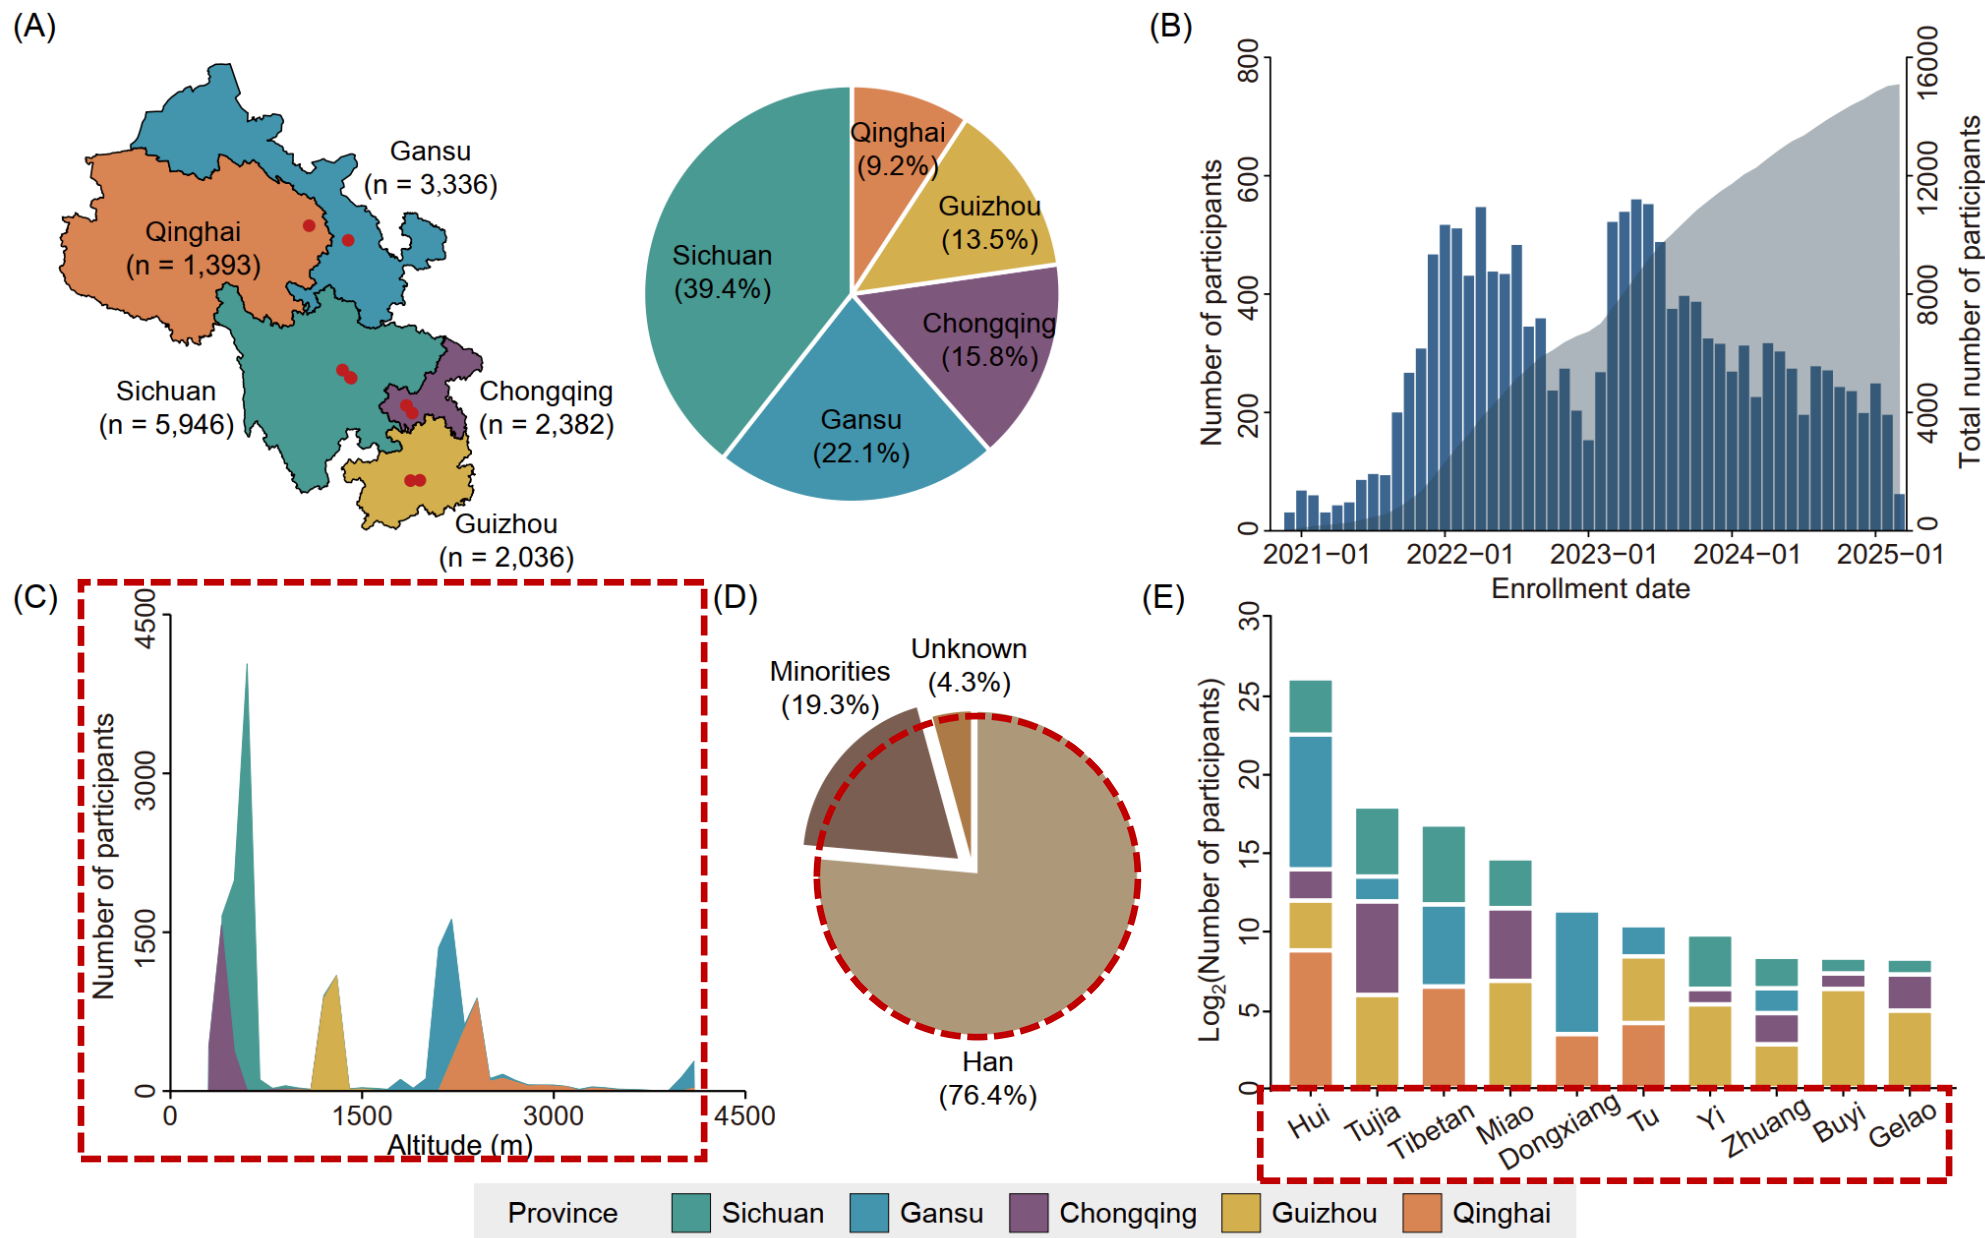 (A)
Gansu
(n = 3,336)
Qinghai
(n = 1,393)
Sichuan
(n = 5,946)
Chongqing
(n = 2,382)
Guizhou
(n = 2,036)
Qinghai
(9.2%)
Guizhou
(13.5%)
Chongqing
(15.8%)
Gansu
(22.1%)
Sichuan
(39.4%)
(B)
Number of participants
0
200
400
600
800
Total number of participants
0
4000
8000
12000
16000
2021−01
2022−01
2023−01
2024−01
2025−01
Enrollment date
(C)
Number of participants
0
1500
3000
4500
0
1500
3000
4500
Altitude (m)
(D)
Unknown
(4.3%)
Minorities
(19.3%)
Han
(76.4%)
(E)
Log₂(Number of participants)
0
5
10
15
20
25
30
Hui
Tujia
Tibetan
Miao
Dongxiang
Tu
Yi
Zhuang
Buyi
Gelao
Province
Sichuan
Gansu
Chongqing
Guizhou
Qinghai